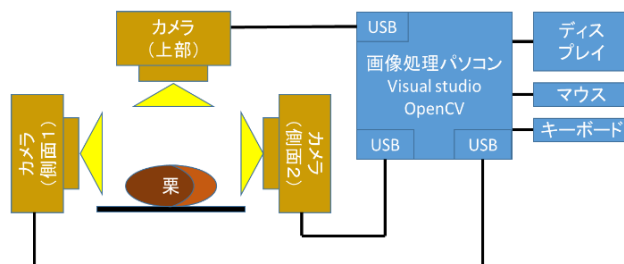 カメラ
(上部)
USB
画像処理パソコン
Visual studio
OpenCV
USB
USB
ディス
プレイ
マウス
キーボード
カメラ
(側面1)
栗
カメラ
(側面2)